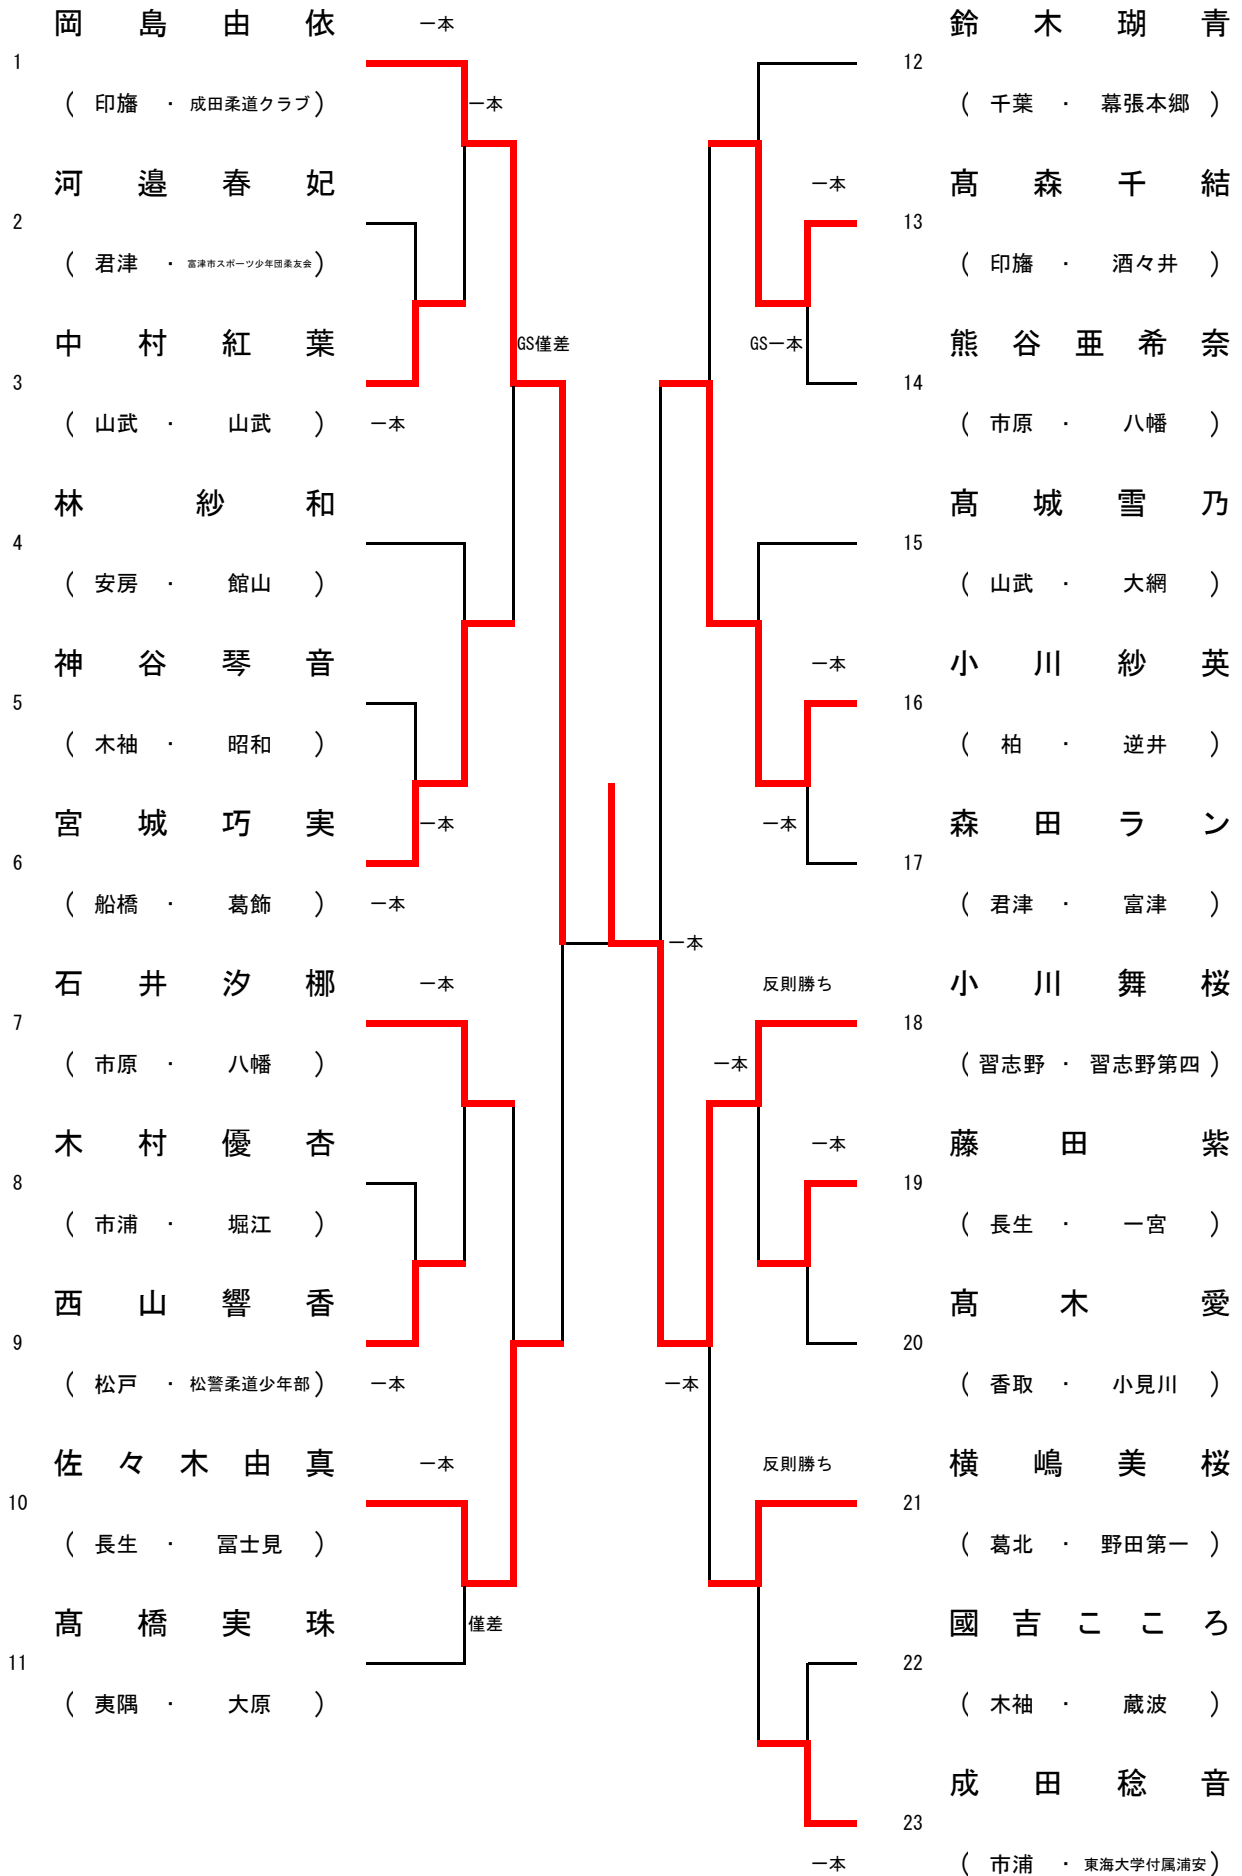 岡島由依
一本
1
(印旛・成田柔道クラブ)
一本
河邉春妃
2
(君津・富津市スポーツ少年団柔友会)
中村紅葉
GS僅差
3
(山武・山武)
一本
林紗和
4
(安房・館山)
神谷琴音
5
(木袖・昭和)
宮城巧実
一本
6
(船橋・葛飾)
一本
石井汐梛
一本
7
(市原・八幡)
木村優杏
8
(市浦・堀江)
西山響香
9
(松戸・松警柔道少年部)
一本
佐々木由真
一本
10
(長生・冨士見)
髙橋実珠
僅差
11
(夷隅・大原)
一本
鈴木瑚青
12
(千葉・幕張本郷)
一本
髙森千結
13
(印旛・酒々井)
GS一本
熊谷亜希奈
14
(市原・八幡)
髙城雪乃
15
(山武・大網)
一本
小川紗英
16
(柏・逆井)
一本
森田ラン
17
(君津・富津)
反則勝ち
小川舞桜
18
一本
(習志野・習志野第四)
一本
藤田紫
19
(長生・一宮)
髙木愛
20
一本
(香取・小見川)
反則勝ち
横嶋美桜
21
(葛北・野田第一)
國吉こころ
22
(木袖・蔵波)
成田稔音
23
一本
(市浦・東海大学付属浦安)